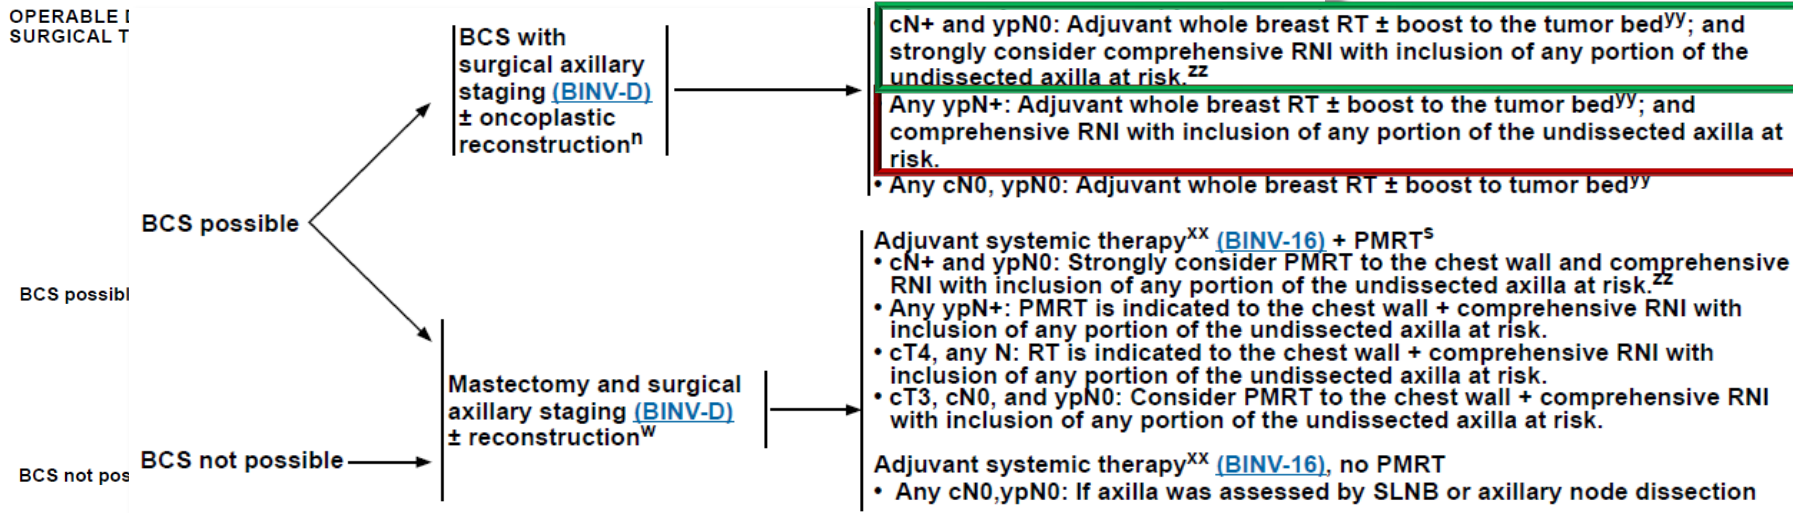 OPERABLE
SURGICAL T
BCS possibl
BCS not pos
BCS possible
BCS not possible
BCS with
surgical axillary
staging (BINV-D)
± oncoplastic
reconstructionⁿ
cN+ and ypN0: Adjuvant whole breast RT ± boost to the tumor bedʸʸ; and
strongly consider comprehensive RNI with inclusion of any portion of the
undissected axilla at risk.ᶻᶻ
Any ypN+: Adjuvant whole breast RT ± boost to the tumor bedʸʸ; and
comprehensive RNI with inclusion of any portion of the undissected axilla at
risk.
• Any cN0, ypN0: Adjuvant whole breast RT ± boost to tumor bedʸʸ
Mastectomy and surgical
axillary staging (BINV-D)
± reconstructionʷ
Adjuvant systemic therapyˣˣ (BINV-16) + PMRTˢ
• cN+ and ypN0: Strongly consider PMRT to the chest wall and comprehensive
RNI with inclusion of any portion of the undissected axilla at risk.ᶻᶻ
• Any ypN+: PMRT is indicated to the chest wall + comprehensive RNI with
inclusion of any portion of the undissected axilla at risk.
• cT4, any N: RT is indicated to the chest wall + comprehensive RNI with
inclusion of any portion of the undissected axilla at risk.
• cT3, cN0, and ypN0: Consider PMRT to the chest wall + comprehensive RNI
with inclusion of any portion of the undissected axilla at risk.
Adjuvant systemic therapyˣˣ (BINV-16), no PMRT
• Any cN0,ypN0: If axilla was assessed by SLNB or axillary node dissection